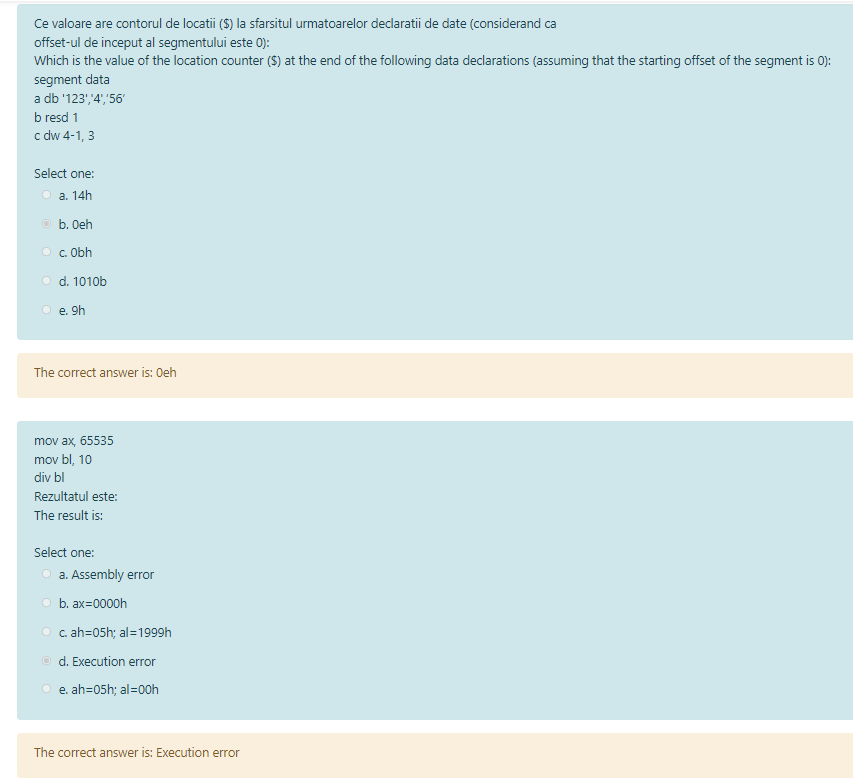 Ce valoare are contorul de locatii ($) la sfarsitul urmatoarelor declaratii de date (considerand ca
offset-ul de inceput al segmentului este 0):
Which is the value of the location counter ($) at the end of the following data declarations (assuming that the starting offset of the segment is 0):
segment data
a db '123','4','56'
b resd 1
c dw 4-1, 3
Select one:
a. 14h
b. 0eh
c. 0bh
d. 1010b
e. 9h
The correct answer is: 0eh
mov ax, 65535
mov bl, 10
div bl
Rezultatul este:
The result is:
Select one:
a. Assembly error
b. ax=0000h
c. ah=05h; al=1999h
d. Execution error
e. ah=05h; al=00h
The correct answer is: Execution error